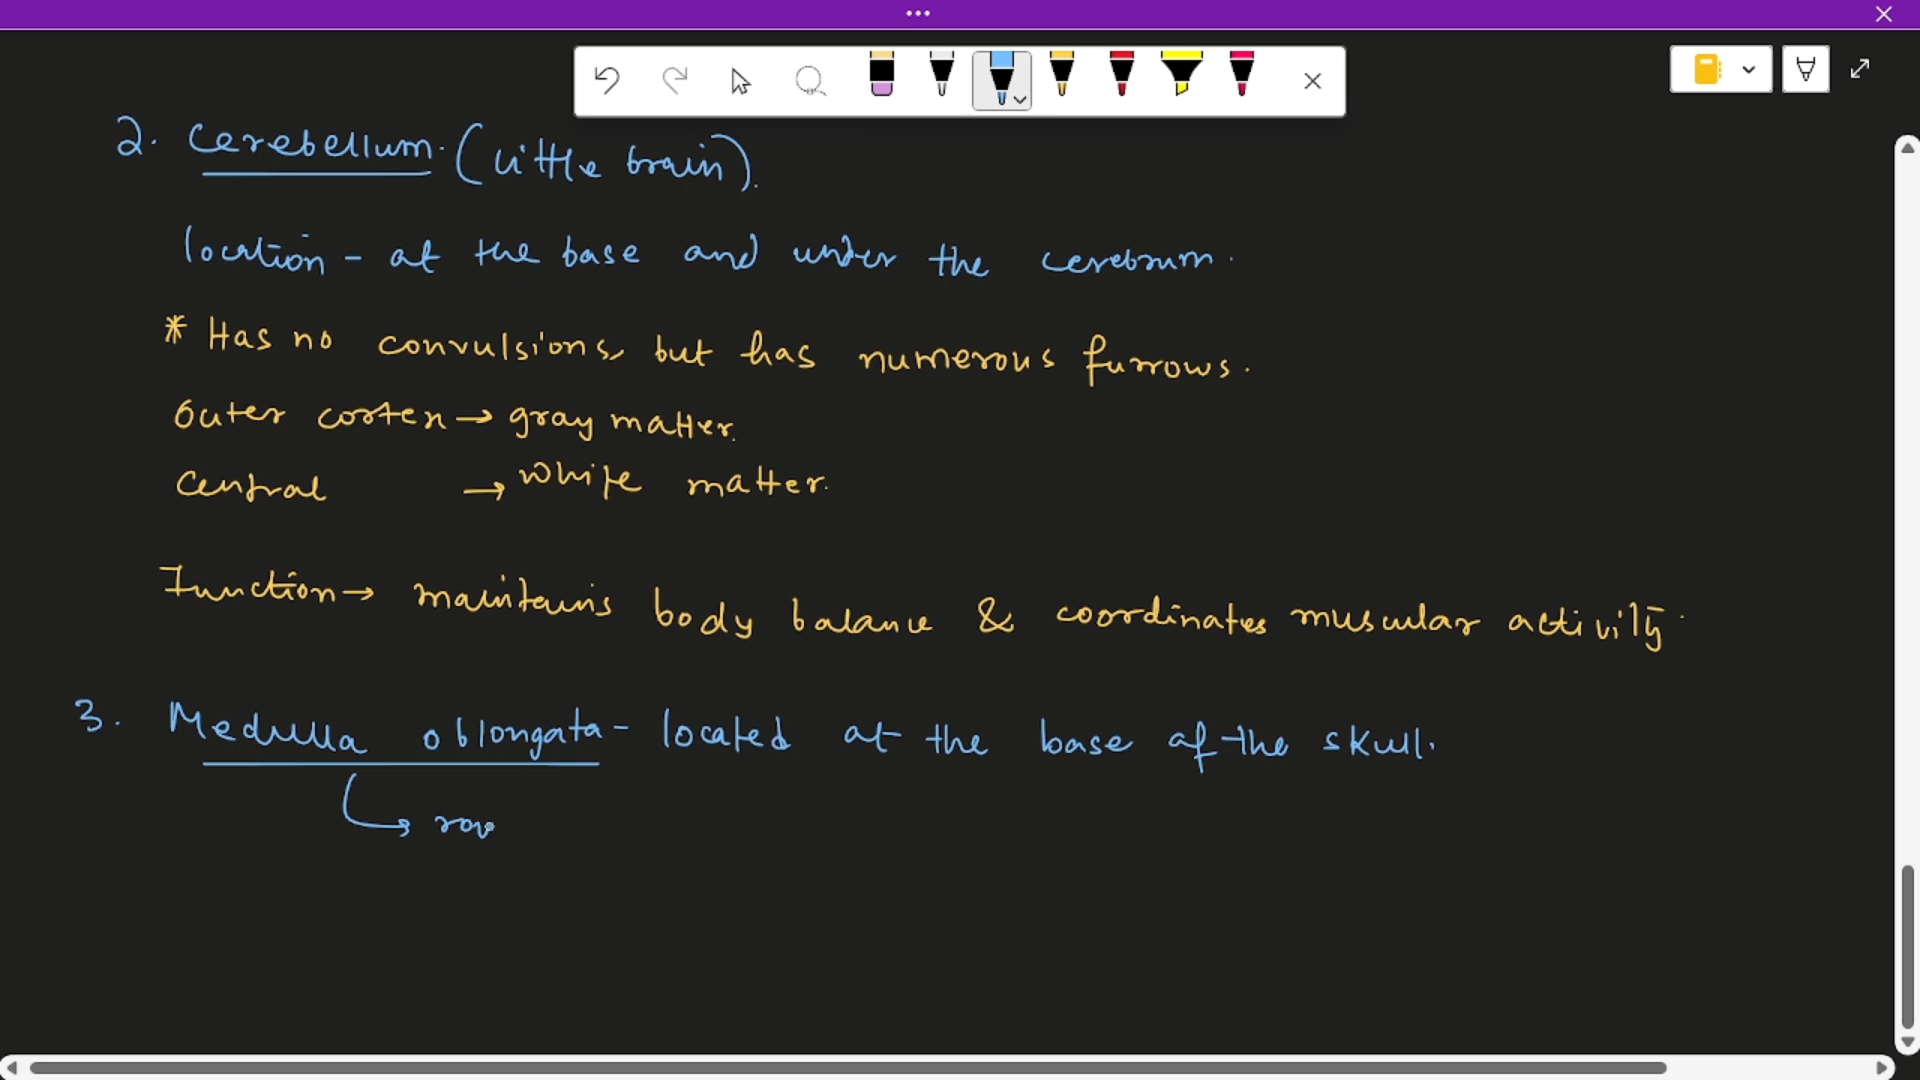 2. Cerebellum. (little brain).
location - at the base and under the cerebrum.
* Has no convulsions, but has numerous furrows.
Outer cortex → gray matter.
Central → White matter.
Function → maintains body balance & coordinates muscular activity.
3. Medulla oblongata - located at the base of the skull.